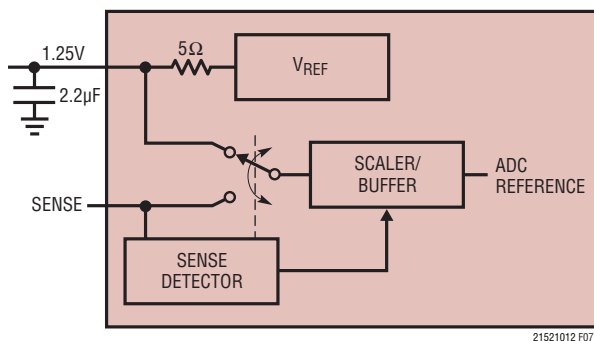 1.25V
5Ω
VREF
2.2µF
SCALER/
BUFFER
ADC
REFERENCE
SENSE
SENSE
DETECTOR
21521012 F07